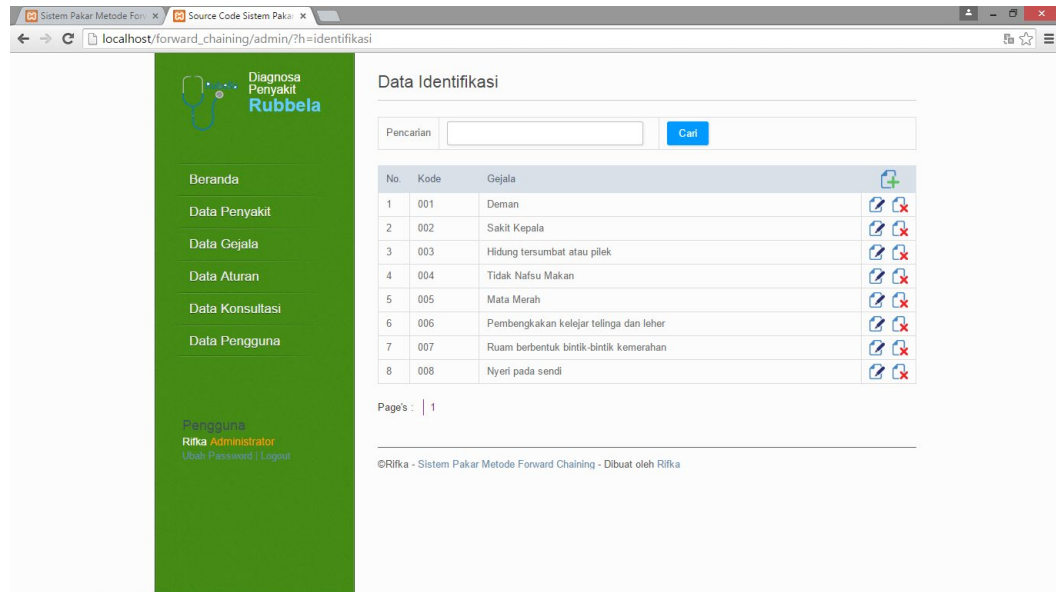 Sistem Pakar Metode For
Source Code Sistem Paka
localhost/forward_chaining/admin/?h=identifikasi
Diagnosa
Penyakit
Rubbela
Beranda
Data Penyakit
Data Gejala
Data Aturan
Data Konsultasi
Data Pengguna
Pengguna
Rifka Administrator
Ubah Password | Logout
Data Identifikasi
Pencarian Cari
No. Kode Gejala
1 001 Deman
2 002 Sakit Kepala
3 003 Hidung tersumbat atau pilek
4 004 Tidak Nafsu Makan
5 005 Mata Merah
6 006 Pembengkakan kelejar telinga dan leher
7 007 Ruam berbentuk bintik-bintik kemerahan
8 008 Nyeri pada sendi
Page's : 1
©Rifka - Sistem Pakar Metode Forward Chaining - Dibuat oleh Rifka